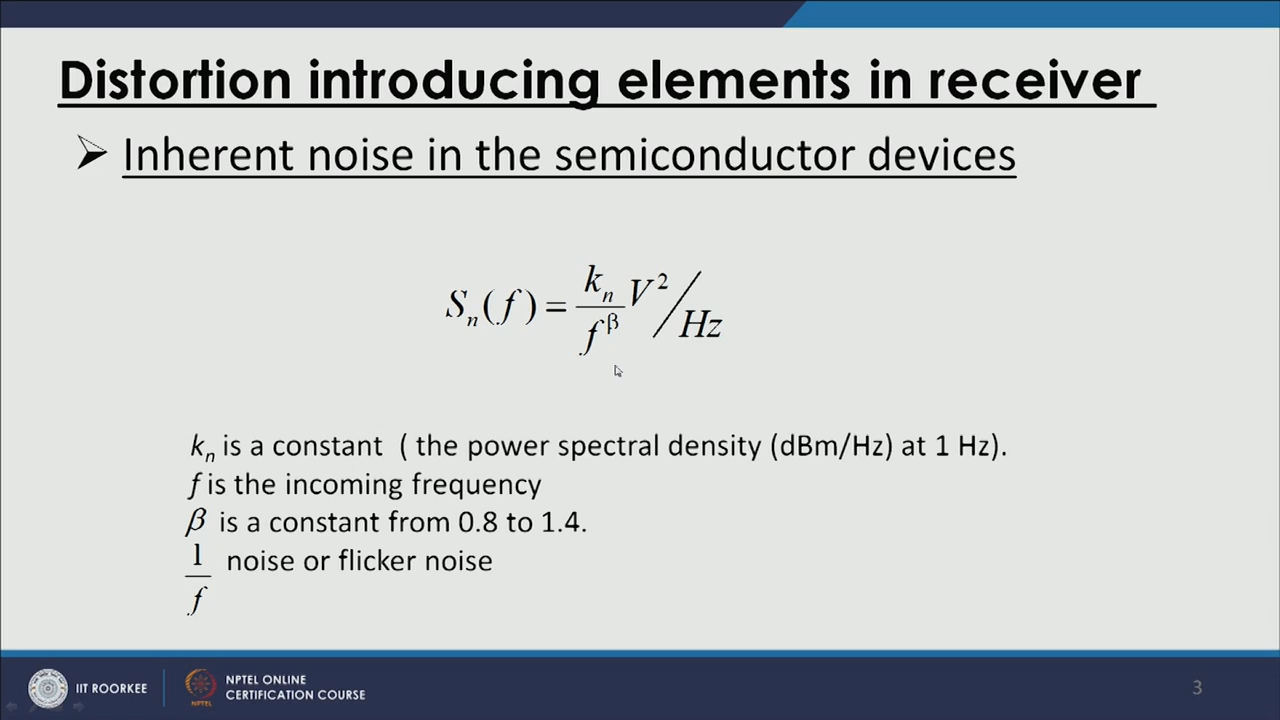 Distortion introducing elements in receiver
➢ Inherent noise in the semiconductor devices
Sₙ(f) = kₙ/f^β V²/Hz
kₙ is a constant ( the power spectral density (dBm/Hz) at 1 Hz).
f is the incoming frequency
β is a constant from 0.8 to 1.4.
1/f noise or flicker noise
IIT ROORKEE
NPTEL
NPTEL ONLINE
CERTIFICATION COURSE
3